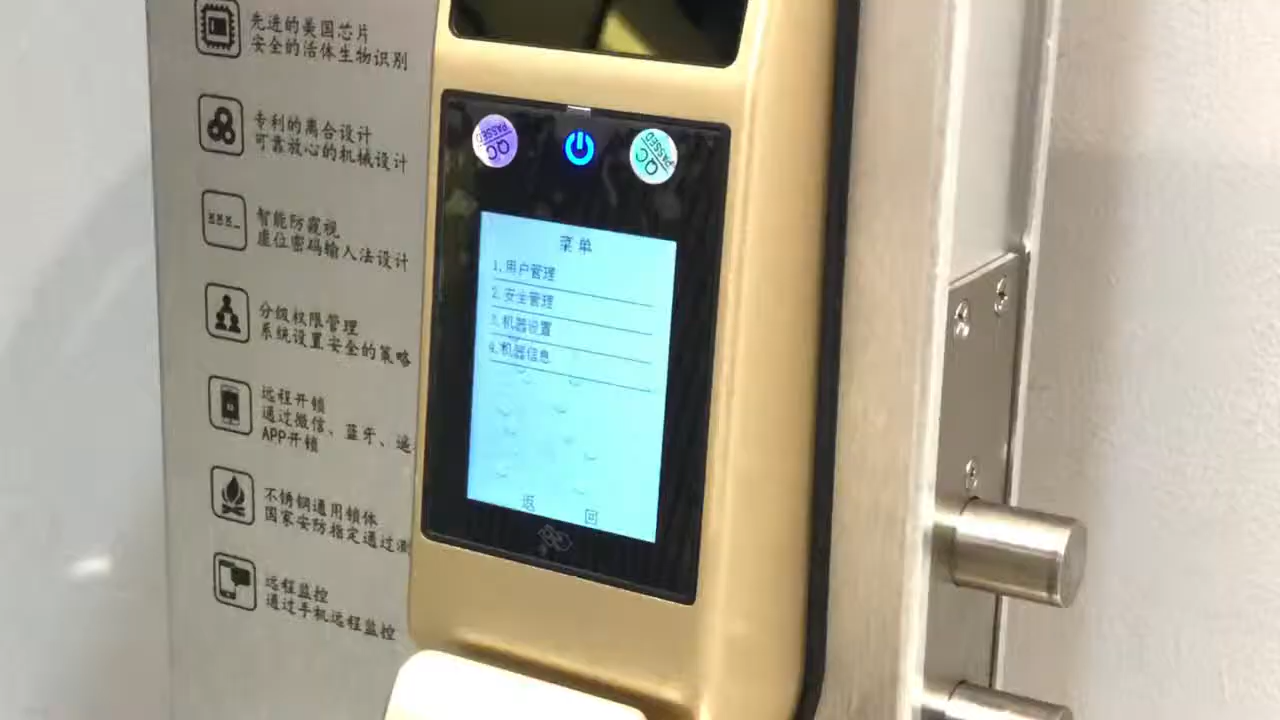 先进的美国芯片
安全的活体生物识别
专利的离合设计
可靠放心的机械设计
智能防窥视
虚位密码输入法设计
分级权限管理
系统设置安全的策略
远程开锁
通过微信、蓝牙、远
APP开锁
不锈钢通用锁体
国家安防指定通过
远程监控
通过手机远程监控
QC
PASSED
QC
PASSED
菜单
1.用户管理
2.安全管理
3.机器设置
4.机器信息
返 回